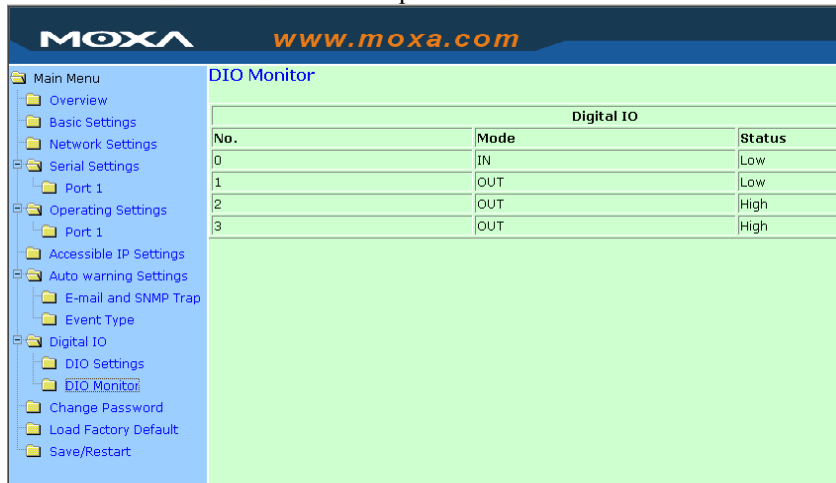 MOXA www.moxa.com
Main Menu
Overview
Basic Settings
Network Settings
Serial Settings
Port 1
Operating Settings
Port 1
Accessible IP Settings
Auto warning Settings
E-mail and SNMP Trap
Event Type
Digital IO
DIO Settings
DIO Monitor
Change Password
Load Factory Default
Save/Restart
DIO Monitor
Digital IO
No. Mode Status
0 IN Low
1 OUT Low
2 OUT High
3 OUT High